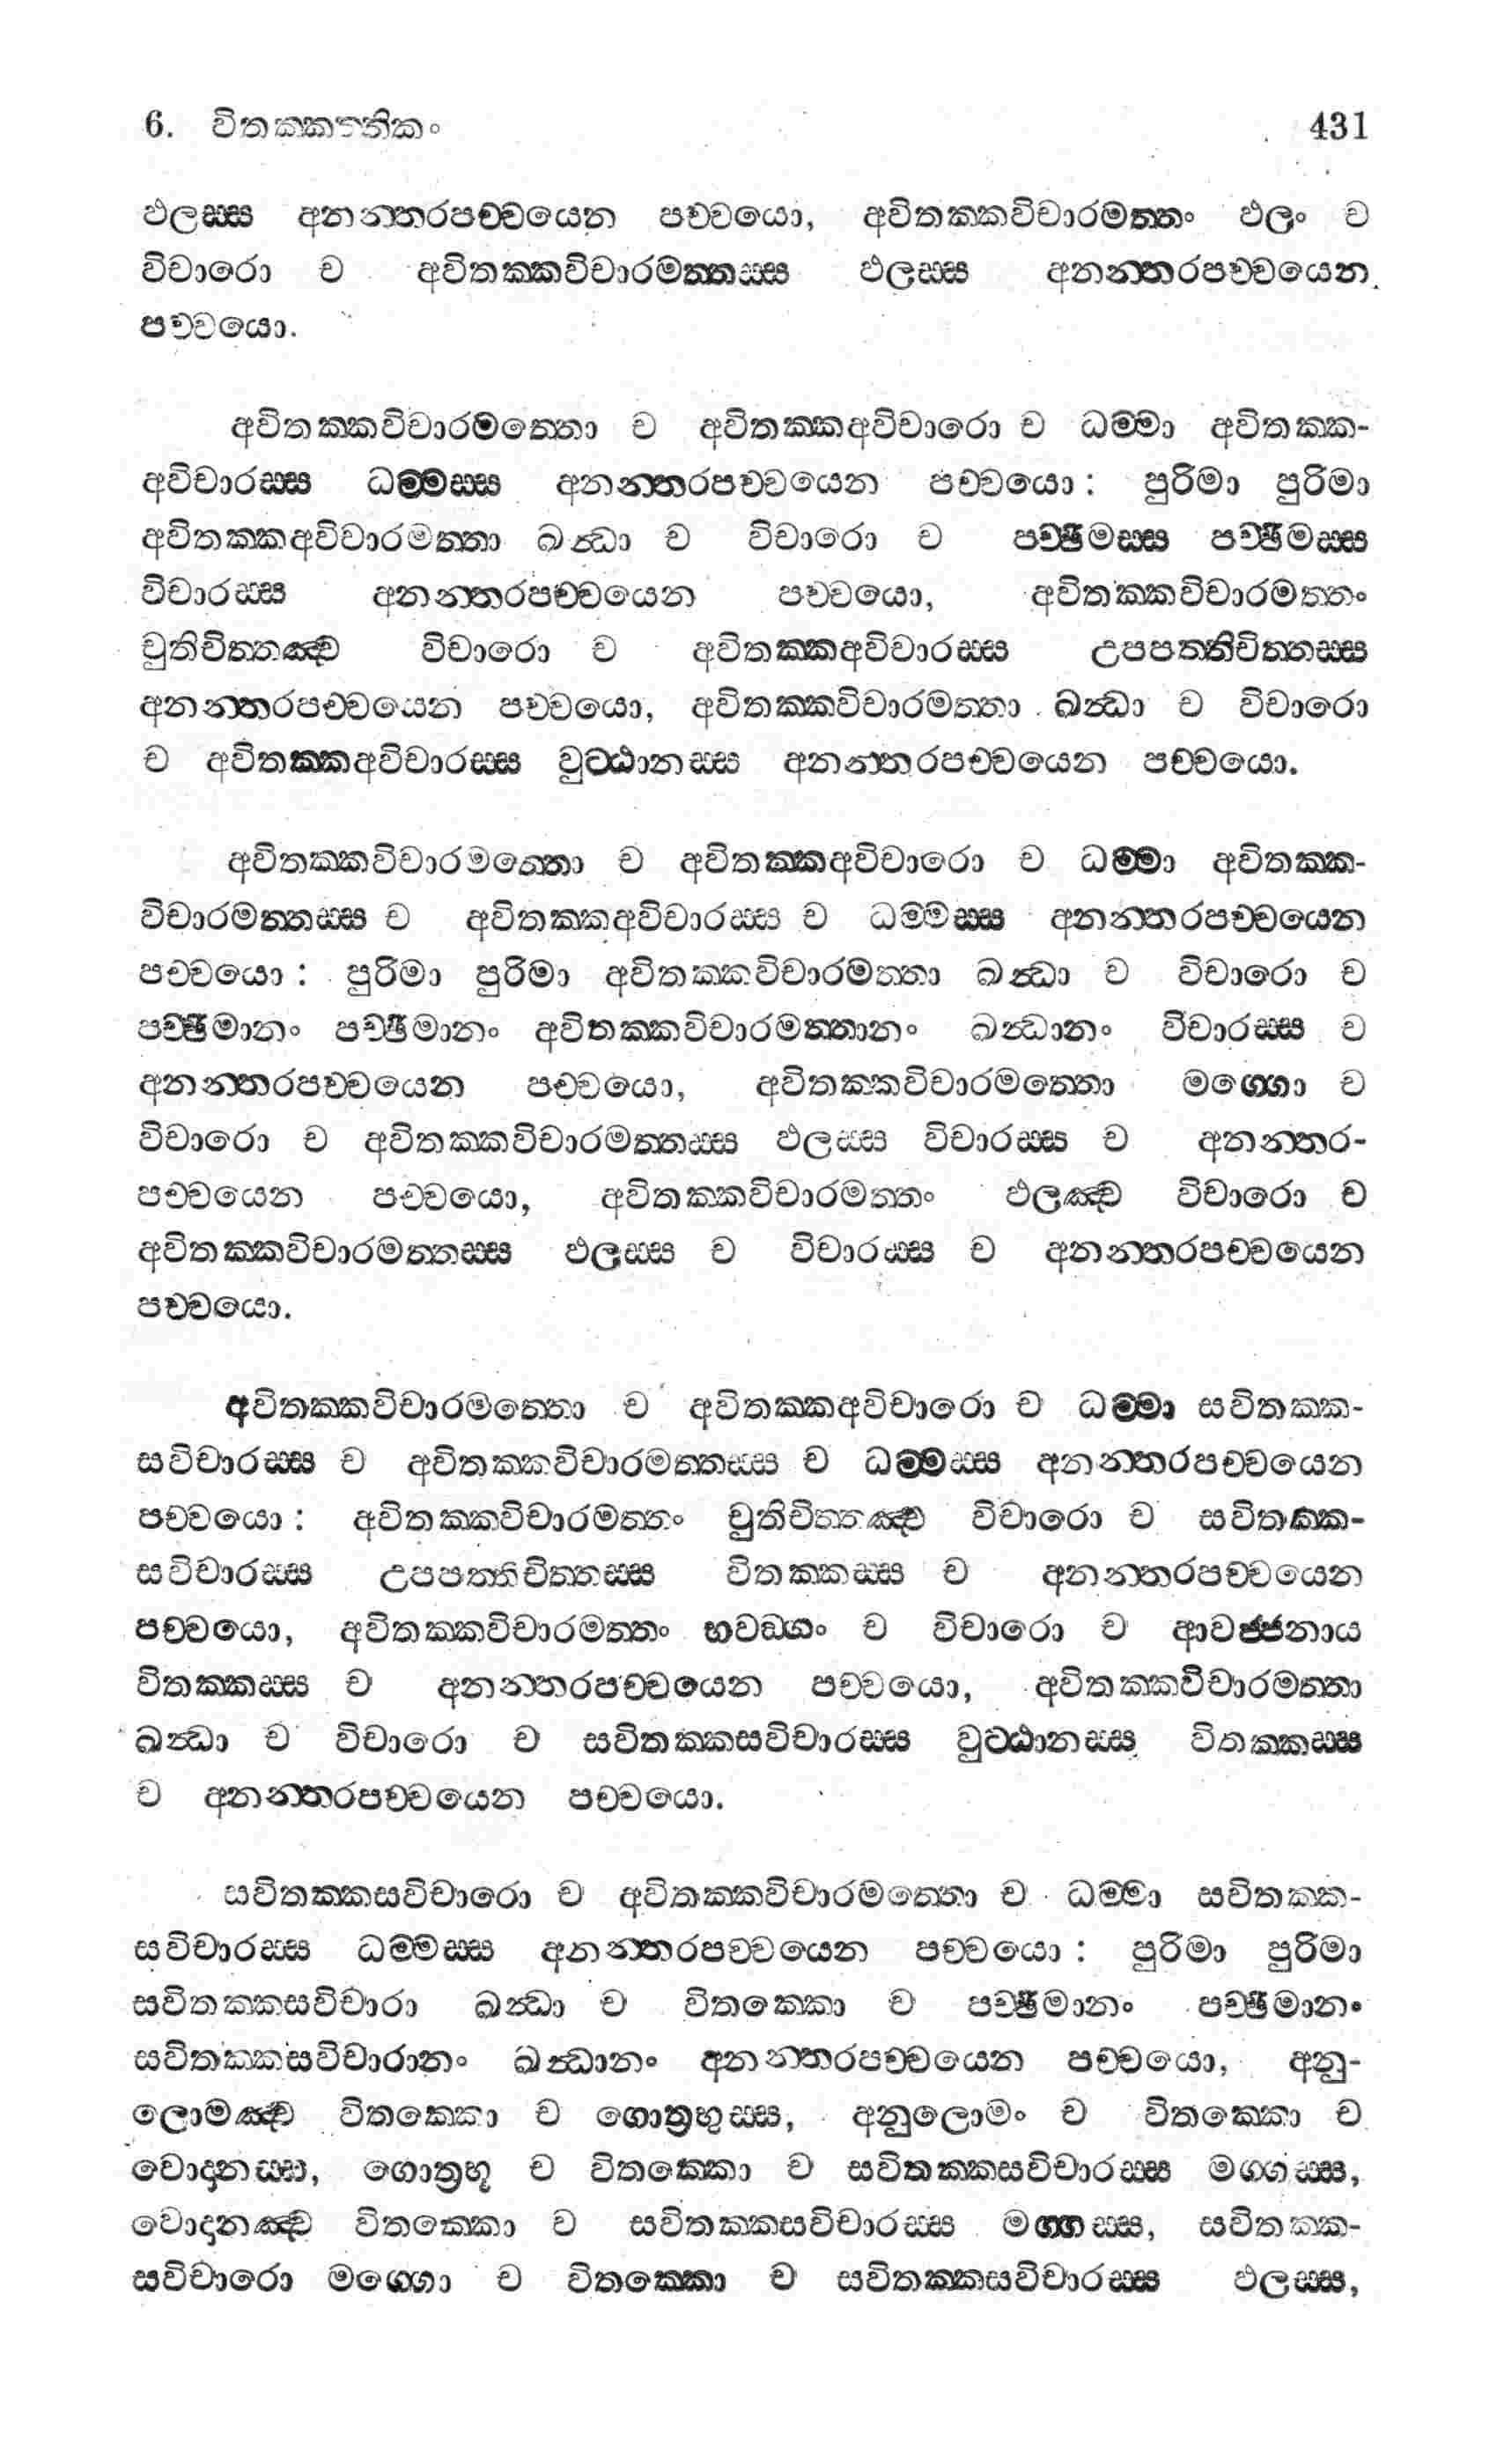 6. විතක්කත්තිකං 431
ඵලස්ස අනන්තරපච්චයෙන පච්චයො, අවිතක්කවිචාරමත්තං ඵලං ච
විචාරො ච අවිතක්කවිචාරමත්තස්ස ඵලස්ස අනන්තරපච්චයෙන
පච්චයො.
අවිතක්කවිචාරමත්තො ච අවිතක්කඅවිචාරො ච ධම්මා අවිතක්ක-
අවිචාරස්ස ධම්මස්ස අනන්තරපච්චයෙන පච්චයො : පුරිමා පුරිමා
අවිතක්කඅවිචාරමත්තා ඛන්ධා ච විචාරො ච පච්ඡිමස්ස පච්ඡිමස්ස
විචාරස්ස අනන්තරපච්චයෙන පච්චයො, අවිතක්කවිචාරමත්තං
චුතිචිත්තඤ්ච විචාරො ච අවිතක්කඅවිචාරස්ස උපපත්තිචිත්තස්ස
අනන්තරපච්චයෙන පච්චයො, අවිතක්කවිචාරමත්තා ඛන්ධා ච විචාරො
ච අවිතක්කඅවිචාරස්ස වුට්ඨානස්ස අනන්තරපච්චයෙන පච්චයො.
අවිතක්කවිචාරමත්තො ච අවිතක්කඅවිචාරො ච ධම්මා අවිතක්ක-
විචාරමත්තස්ස ච අවිතක්කඅවිචාරස්ස ච ධම්මස්ස අනන්තරපච්චයෙන
පච්චයො : පුරිමා පුරිමා අවිතක්කවිචාරමත්තා ඛන්ධා ච විචාරො ච
පච්ඡිමානං පච්ඡිමානං අවිතක්කවිචාරමත්තානං ඛන්ධානං විචාරස්ස ච
අනන්තරපච්චයෙන පච්චයො, අවිතක්කවිචාරමත්තො මග්ගො ච
විචාරො ච අවිතක්කවිචාරමත්තස්ස ඵලස්ස විචාරස්ස ච අනන්තර-
පච්චයෙන පච්චයො, අවිතක්කවිචාරමත්තං ඵලඤ්ච විචාරො ච
අවිතක්කවිචාරමත්තස්ස ඵලස්ස ච විචාරස්ස ච අනන්තරපච්චයෙන
පච්චයො.
අවිතක්කවිචාරමත්තො ච අවිතක්කඅවිචාරො ච ධම්මා සවිතක්ක-
සවිචාරස්ස ච අවිතක්කවිචාරමත්තස්ස ච ධම්මස්ස අනන්තරපච්චයෙන
පච්චයො : අවිතක්කවිචාරමත්තං චුතිචිත්තඤ්ච විචාරො ච සවිතක්ක-
සවිචාරස්ස උපපත්තිචිත්තස්ස විතක්කස්ස ච අනන්තරපච්චයෙන
පච්චයො, අවිතක්කවිචාරමත්තං භවඞ්ගං ච විචාරො ච ආවජ්ජනාය
විතක්කස්ස ච අනන්තරපච්චයෙන පච්චයො, අවිතක්කවිචාරමත්තා
ඛන්ධා ච විචාරො ච සවිතක්කසවිචාරස්ස වුට්ඨානස්ස විතක්කස්ස
ච අනන්තරපච්චයෙන පච්චයො.
සවිතක්කසවිචාරො ච අවිතක්කවිචාරමත්තො ච ධම්මා සවිතක්ක-
සවිචාරස්ස ධම්මස්ස අනන්තරපච්චයෙන පච්චයො : පුරිමා පුරිමා
සවිතක්කසවිචාරා ඛන්ධා ච විතක්කො ච පච්ඡිමානං පච්ඡිමානං
සවිතක්කසවිචාරානං ඛන්ධානං අනන්තරපච්චයෙන පච්චයො, අනු-
ලොමඤ්ච විතක්කො ච ගොත්‍රභුස්ස, අනුලොමං ච විතක්කො ච
වොදානස්ස, ගොත්‍රභූ ච විතක්කො ච සවිතක්කසවිචාරස්ස මග්ගස්ස,
වොදානඤ්ච විතක්කො ච සවිතක්කසවිචාරස්ස මග්ගස්ස, සවිතක්ක-
සවිචාරො මග්ගො ච විතක්කො ච සවිතක්කසවිචාරස්ස ඵලස්ස,